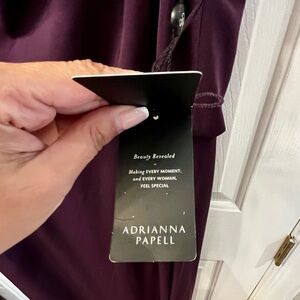 Beauty Revealed
Making EVERY MOMENT,
and EVERY WOMAN,
FEEL SPECIAL
ADRIANNA
PAPELL